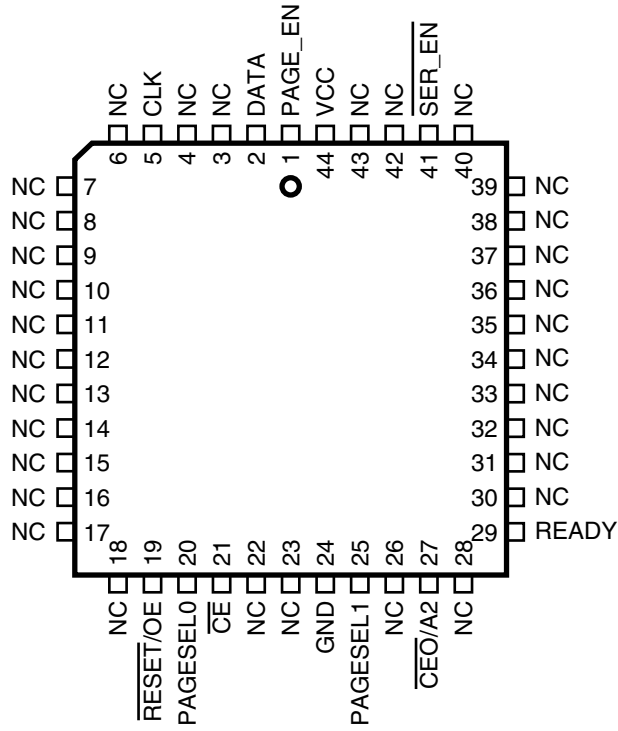 NC CLK NC NC DATA PAGE_EN VCC NC NC SER_EN NC
6 5 4 3 2 1 44 43 42 41 40
NC 7 39 NC
NC 8 38 NC
NC 9 37 NC
NC 10 36 NC
NC 11 35 NC
NC 12 34 NC
NC 13 33 NC
NC 14 32 NC
NC 15 31 NC
NC 16 30 NC
NC 17 29 READY
18 19 20 21 22 23 24 25 26 27 28
NC RESET/OE PAGESEL0 CE NC NC GND PAGESEL1 NC CEO/A2 NC